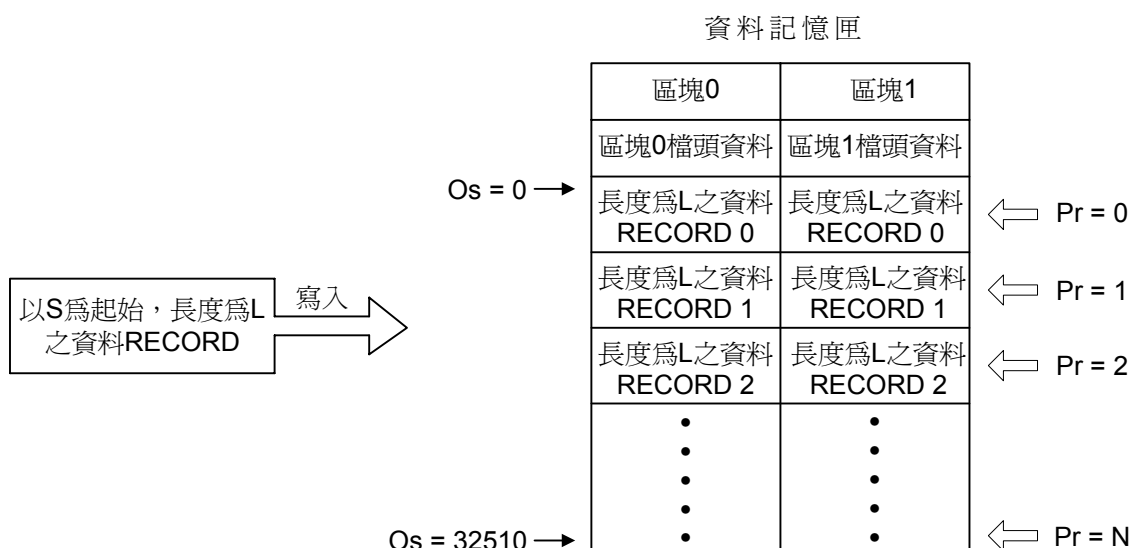 資料記憶匣
區塊0 區塊1
區塊0檔頭資料 區塊1檔頭資料
Os = 0
長度爲L之資料 RECORD 0
長度爲L之資料 RECORD 0
Pr = 0
以S爲起始,長度爲L
之資料RECORD
寫入
長度爲L之資料 RECORD 1
長度爲L之資料 RECORD 1
Pr = 1
長度爲L之資料 RECORD 2
長度爲L之資料 RECORD 2
Pr = 2
Os = 32510
Pr = N